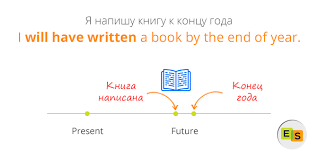 Я напишу книгу к концу года
I will have written a book by the end of year.
Книга
написана
Конец
года
Present
Future
E S